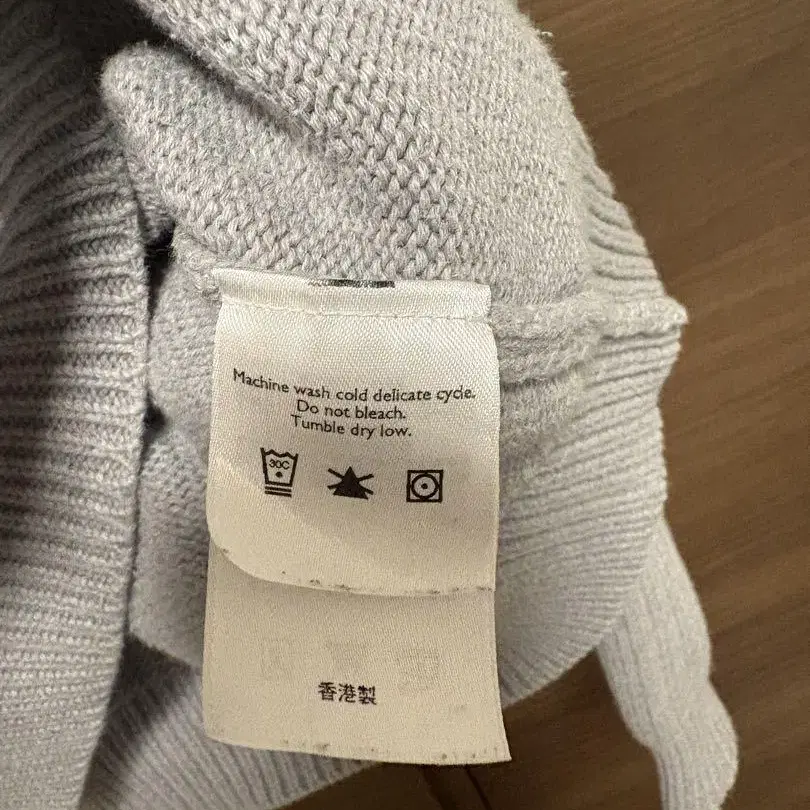 Machine wash cold delicate cycle.
Do not bleach.
Tumble dry low.
30C
香港製